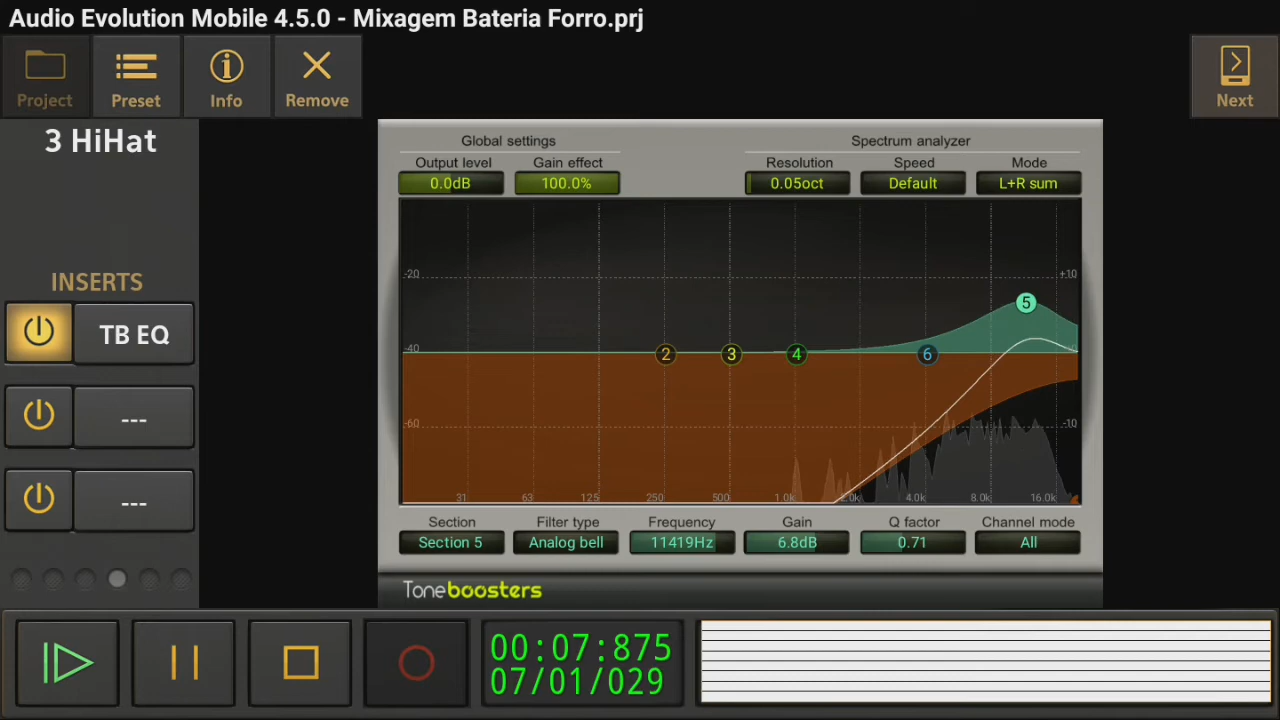 Audio Evolution Mobile 4.5.0 - Mixagem Bateria Forro.prj
Project
Preset
Info
Remove
Next
3 HiHat
INSERTS
TB EQ
---
---
Global settings
Output level
Gain effect
0.0dB
100.0%
Spectrum analyzer
Resolution
Speed
Mode
0.05oct
Default
L+R sum
-20
+10
5
2
3
4
6
-40
-60
-10
31
63
125
250
500
1.0k
2.0k
4.0k
8.0k
16.0k
Section
Filter type
Frequency
Gain
Q factor
Channel mode
Section 5
Analog bell
11419Hz
6.8dB
0.71
All
Toneboosters
00:07:875
07/01/029